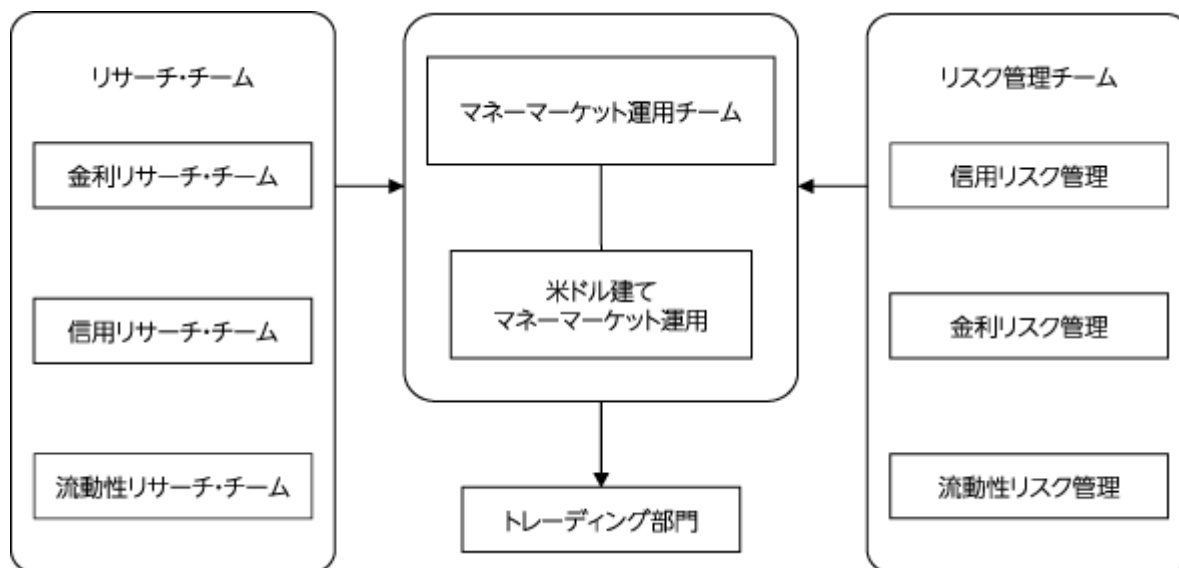 リサーチ・チーム
金利リサーチ・チーム
信用リサーチ・チーム
流動性リサーチ・チーム
マネーマーケット運用チーム
米ドル建て
マネーマーケット運用
トレーディング部門
リスク管理チーム
信用リスク管理
金利リスク管理
流動性リスク管理